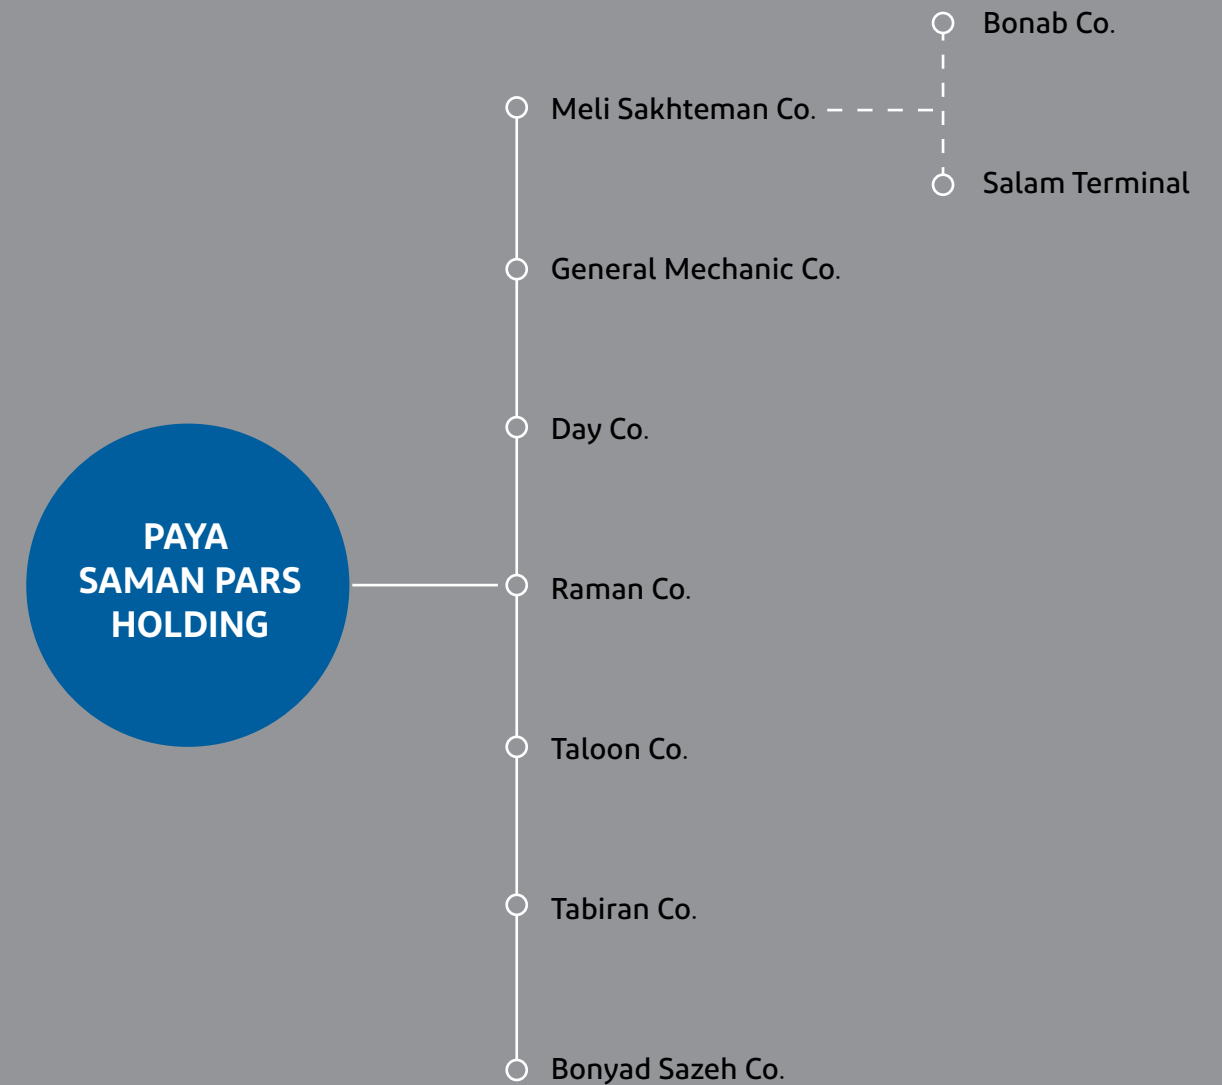 Bonab Co.
Meli Sakhteman Co.
Salam Terminal
General Mechanic Co.
Day Co.
PAYA
SAMAN PARS
HOLDING
Raman Co.
Taloon Co.
Tabiran Co.
Bonyad Sazeh Co.